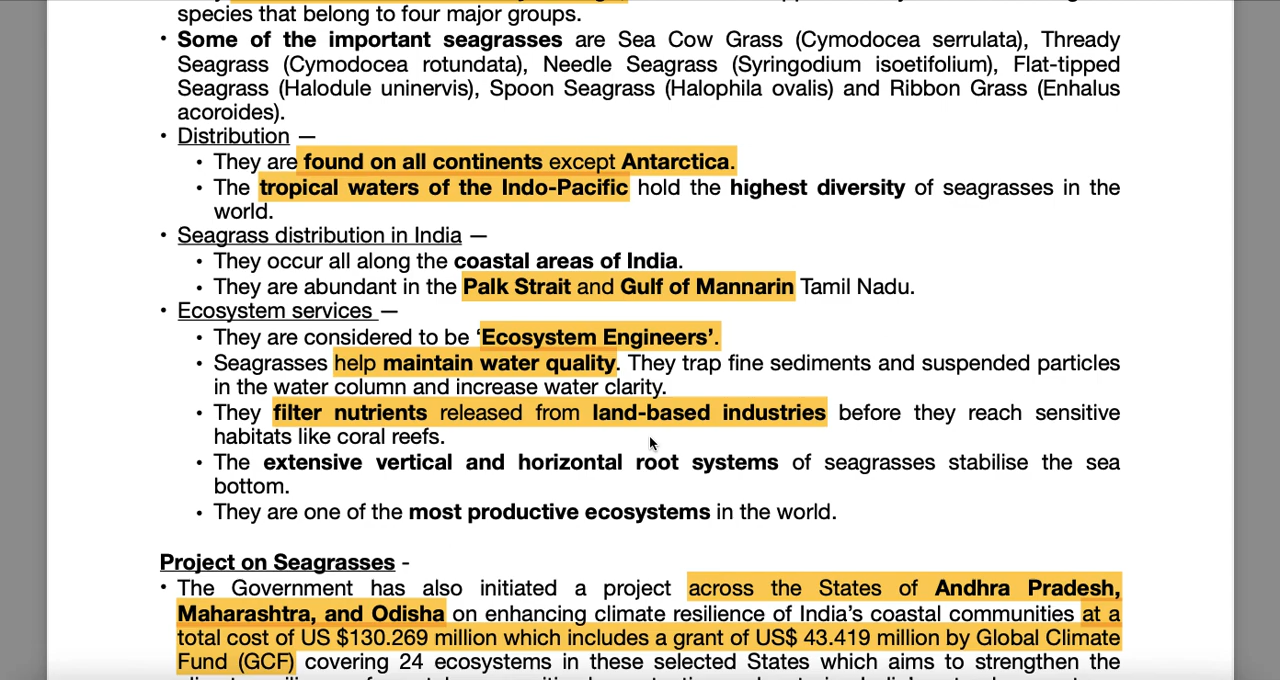 species that belong to four major groups.
• Some of the important seagrasses are Sea Cow Grass (Cymodocea serrulata), Thready
Seagrass (Cymodocea rotundata), Needle Seagrass (Syringodium isoetifolium), Flat-tipped
Seagrass (Halodule uninervis), Spoon Seagrass (Halophila ovalis) and Ribbon Grass (Enhalus
acoroides).
• Distribution —
• They are found on all continents except Antarctica.
• The tropical waters of the Indo-Pacific hold the highest diversity of seagrasses in the
world.
• Seagrass distribution in India —
• They occur all along the coastal areas of India.
• They are abundant in the Palk Strait and Gulf of Mannarin Tamil Nadu.
• Ecosystem services —
• They are considered to be ‘Ecosystem Engineers’.
• Seagrasses help maintain water quality. They trap fine sediments and suspended particles
in the water column and increase water clarity.
• They filter nutrients released from land-based industries before they reach sensitive
habitats like coral reefs.
• The extensive vertical and horizontal root systems of seagrasses stabilise the sea
bottom.
• They are one of the most productive ecosystems in the world.
Project on Seagrasses -
• The Government has also initiated a project across the States of Andhra Pradesh,
Maharashtra, and Odisha on enhancing climate resilience of India’s coastal communities at a
total cost of US $130.269 million which includes a grant of US$ 43.419 million by Global Climate
Fund (GCF) covering 24 ecosystems in these selected States which aims to strengthen the